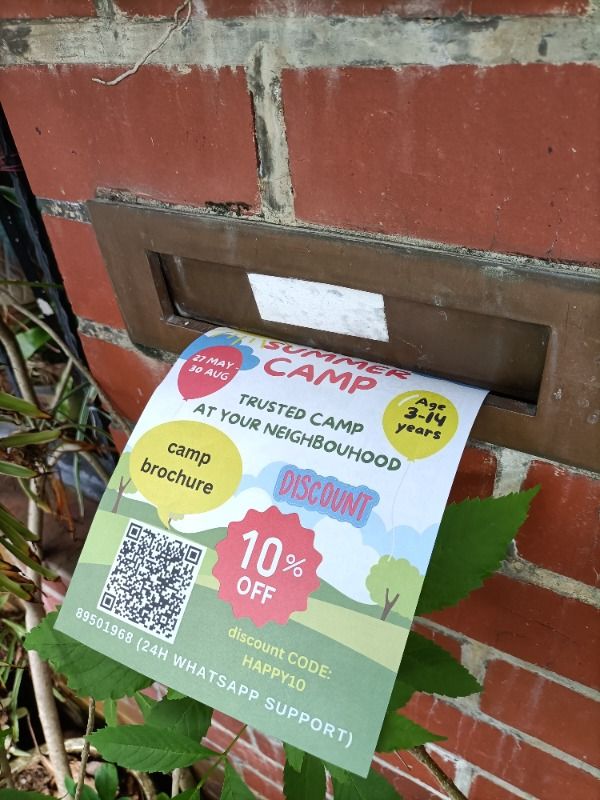 SUMMER
CAMP
27 MAY -
30 AUG
Age
3-14
years
TRUSTED CAMP
AT YOUR NEIGHBOUHOOD
camp
brochure
DISCOUNT
10%
OFF
discount CODE:
HAPPY10
89501968 (24H WHATSAPP SUPPORT)